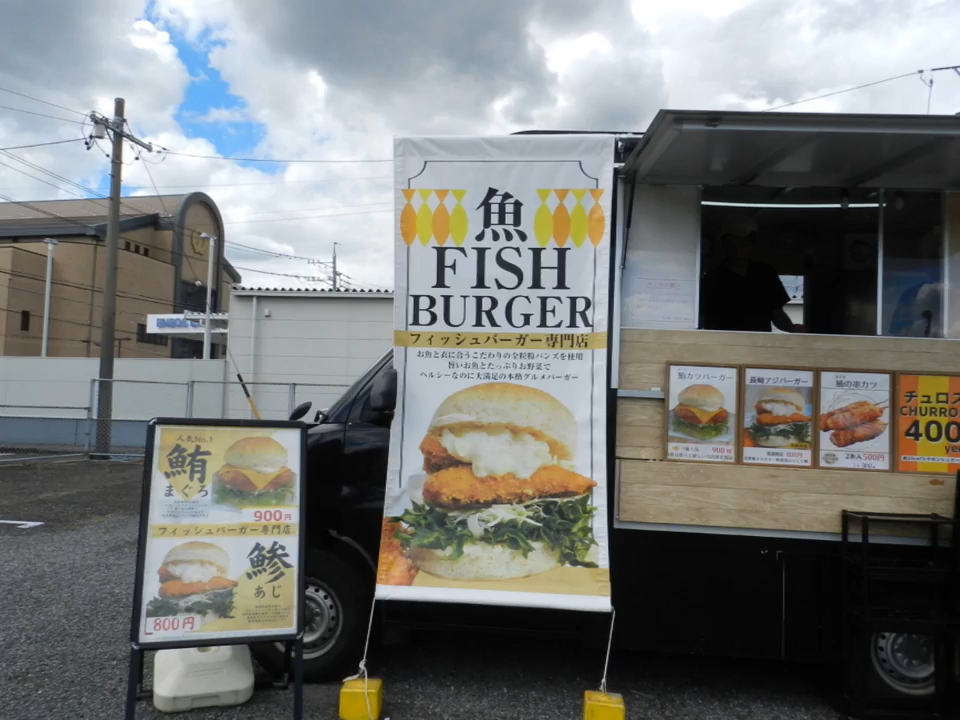 魚
FISH
BURGER
フィッシュバーガー専門店
お魚と衣に合うこだわりの全粒粉バンズを使用
旨いお魚とたっぷりお野菜で
ヘルシーなのに大満足の本格グルメバーガー
人気No.1
鮪
まぐろ
900円
フィッシュバーガー専門店
鯵
あじ
800円
鮪カツバーガー
900円
長崎アジバーガー
鮪の串カツ
2本入500円
チュロス
CHURRO
400
yen